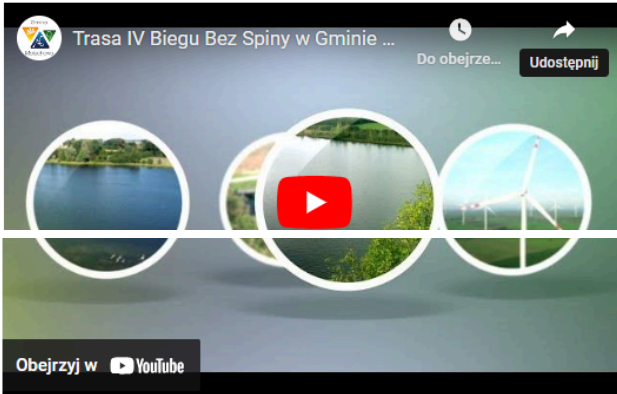 Trasa IV Biegu Bez Spiny w Gminie ...
Do obejrze...
Udostępnij
Obejrzyj w YouTube